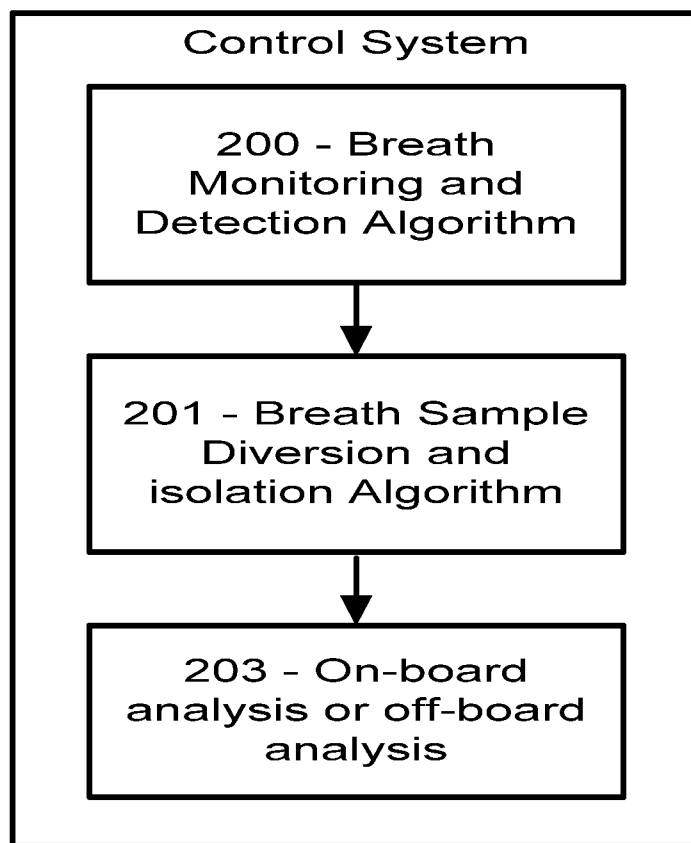 Control System
200 - Breath
Monitoring and
Detection Algorithm
201 - Breath Sample
Diversion and
isolation Algorithm
203 - On-board
analysis or off-board
analysis